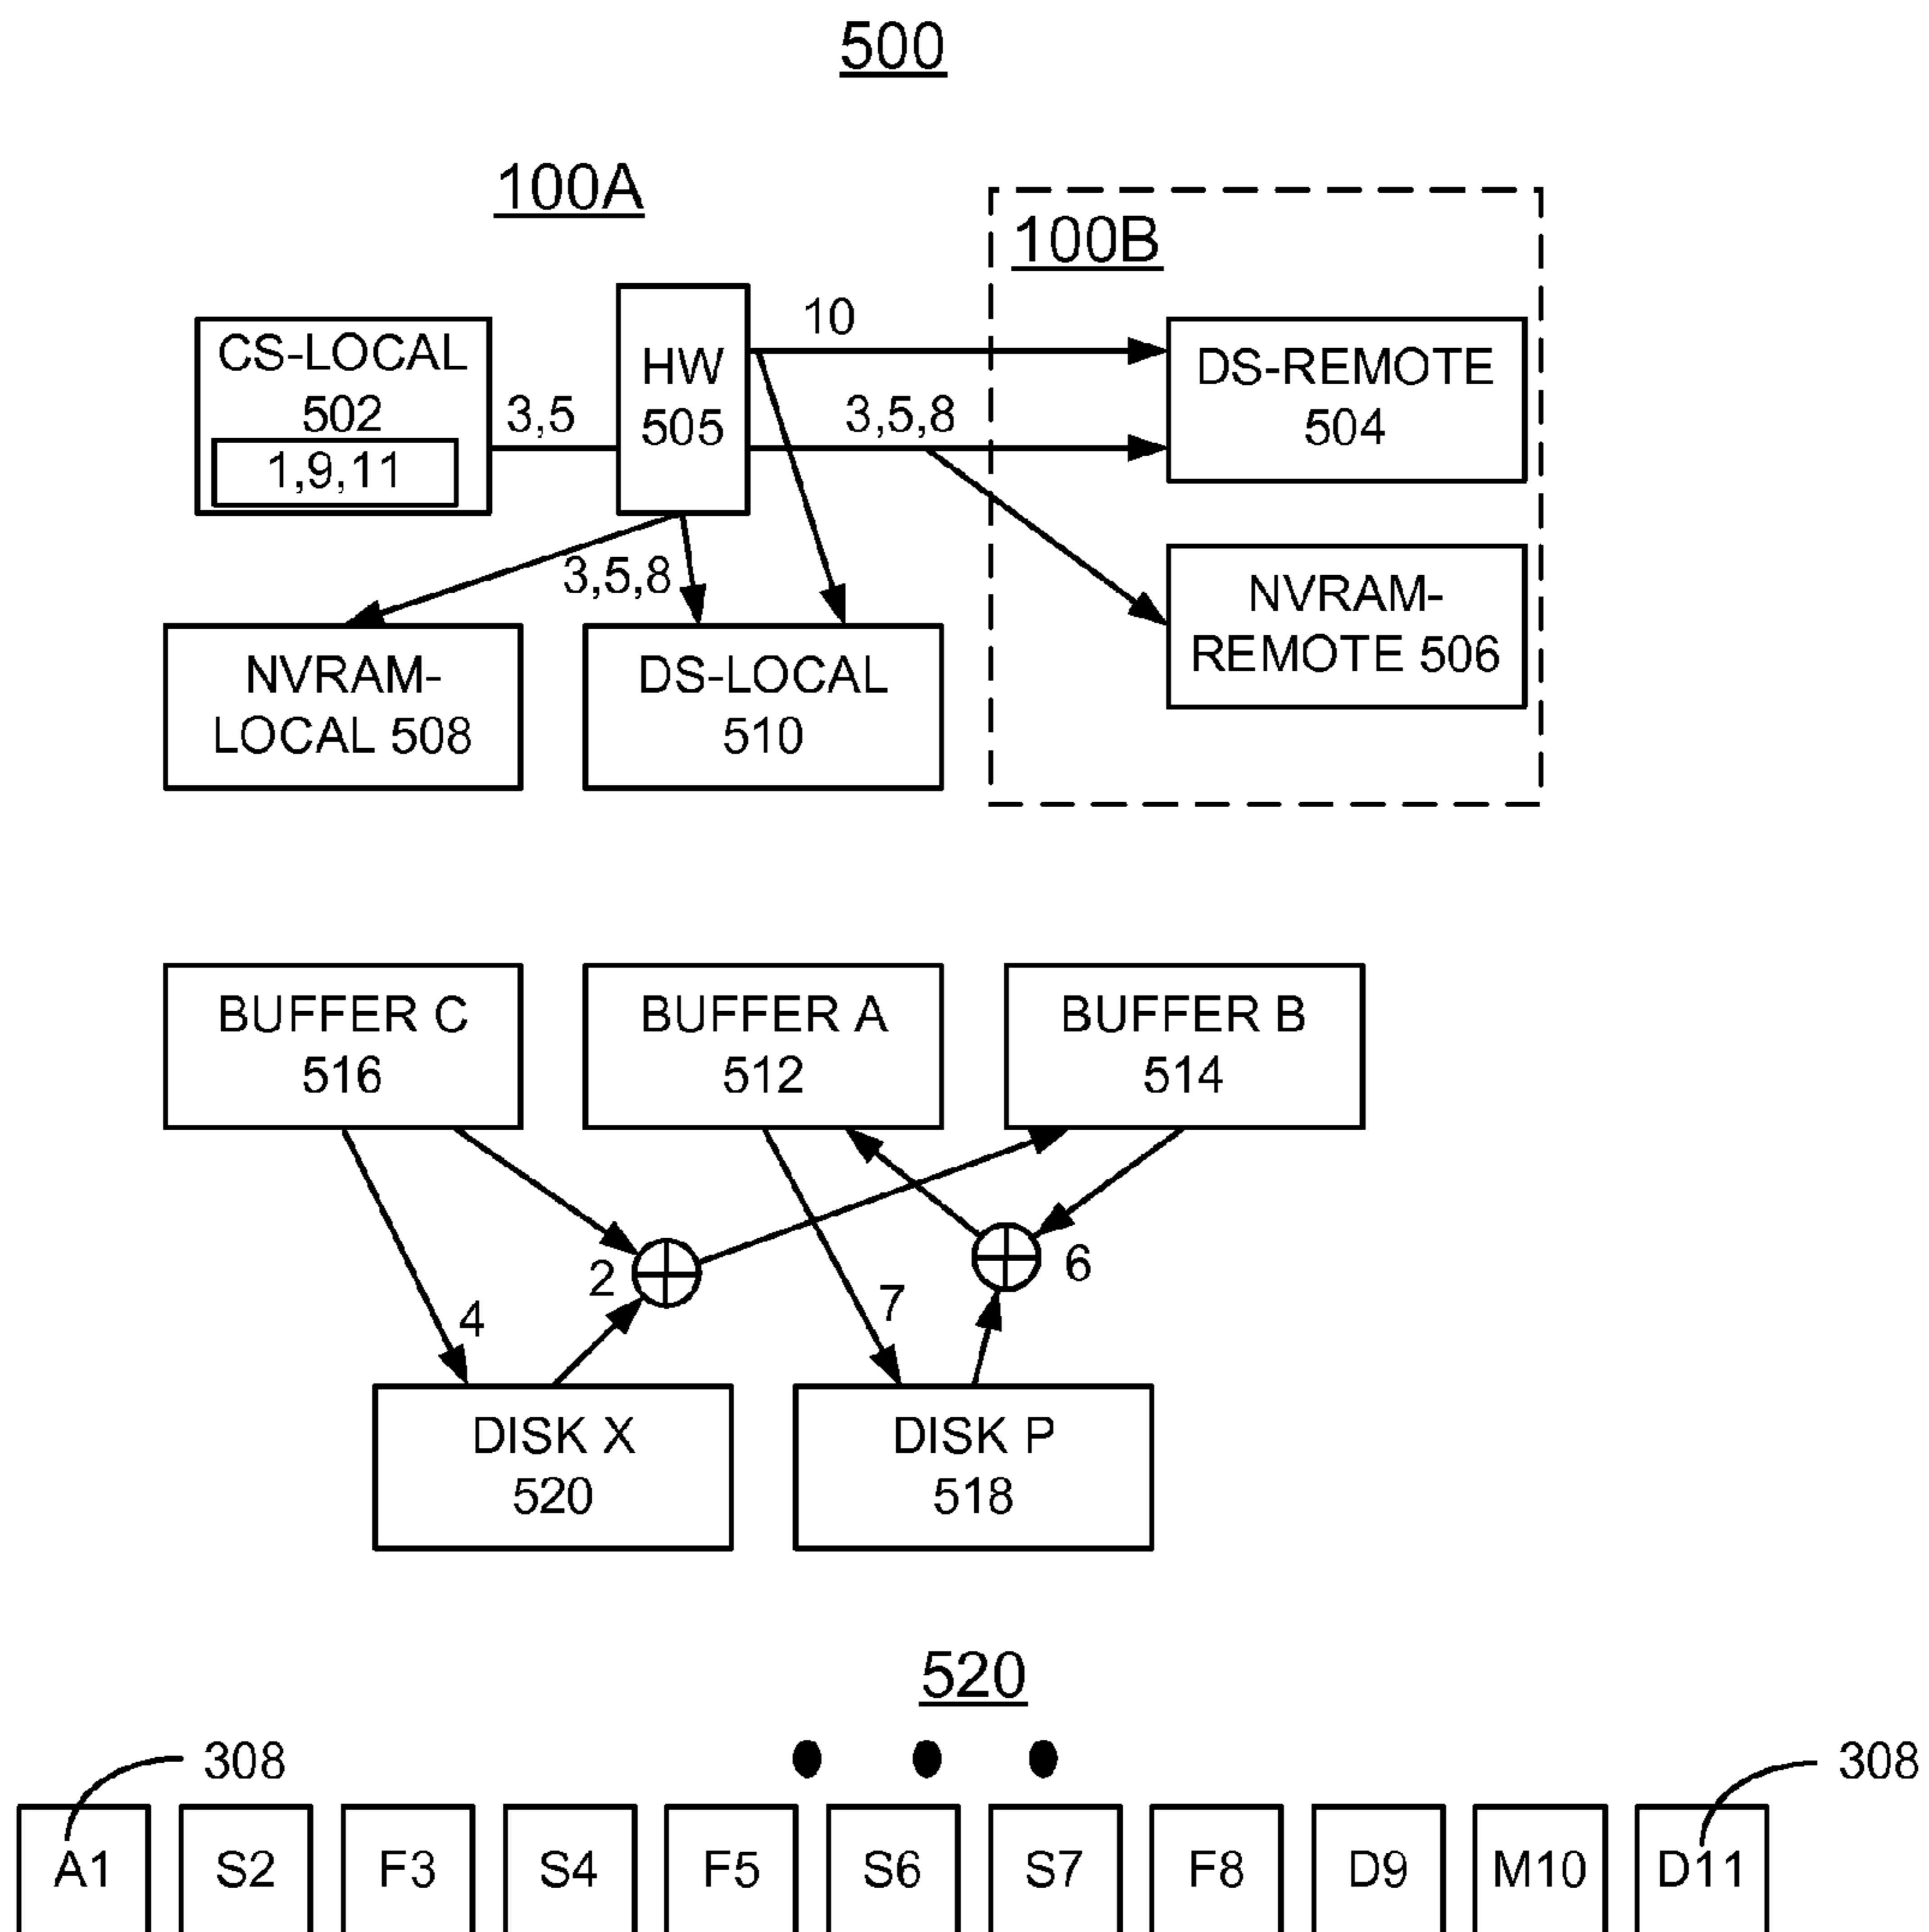 500
100A
100B
CS-LOCAL
502
1,9,11
3,5
HW
505
10
3,5,8
DS-REMOTE
504
3,5,8
NVRAM-
REMOTE 506
NVRAM-
LOCAL 508
DS-LOCAL
510
BUFFER C
516
BUFFER A
512
BUFFER B
514
2
6
4
7
DISK X
520
DISK P
518
520
308
308
A1
S2
F3
S4
F5
S6
S7
F8
D9
M10
D11